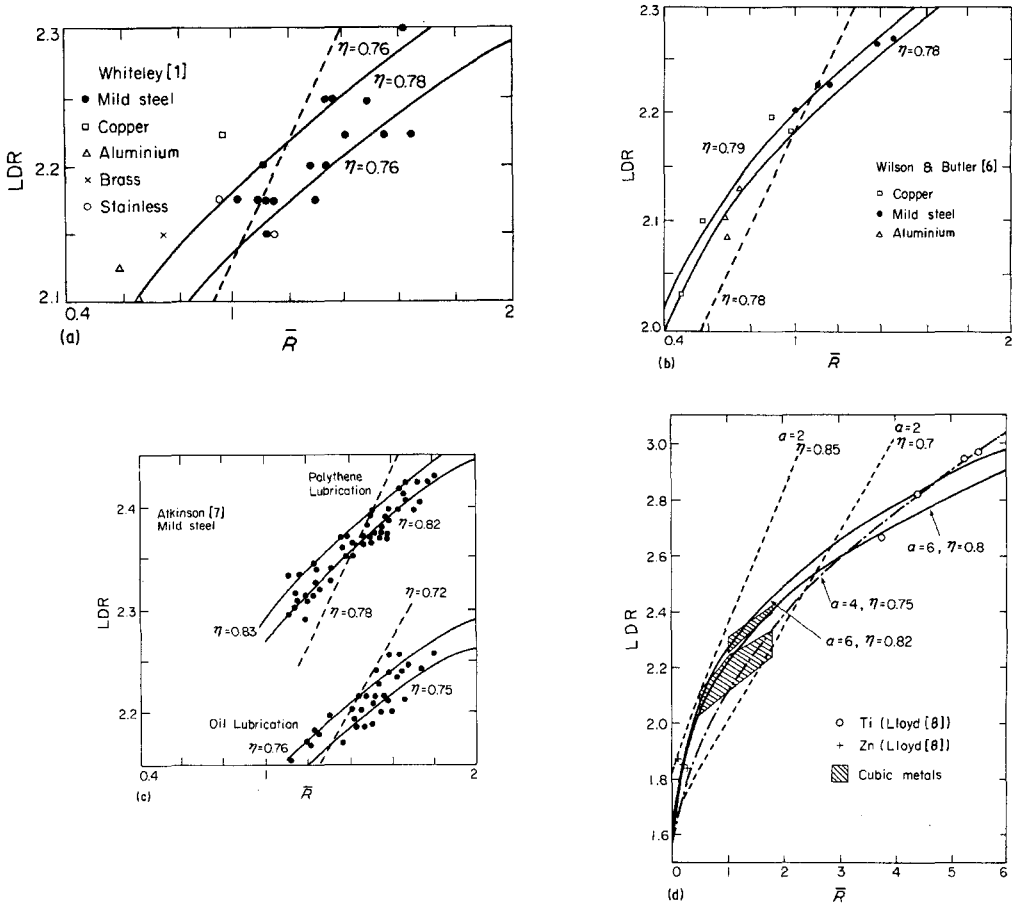 2.3
2.2
2.1
LDR
0.4
1
2
(a)
R̄
Whiteley [1]
Mild steel
Copper
Aluminium
Brass
Stainless
η=0.76
η=0.78
η=0.76
2.3
2.2
2.1
2.0
LDR
0.4
1
2
(b)
R̄
η=0.78
η=0.79
η=0.78
Wilson & Butler [6]
Copper
Mild steel
Aluminium
2.4
2.3
2.2
LDR
0.4
1
2
(c)
R̄
Atkinson [7]
Mild steel
Polythene
Lubrication
η=0.82
η=0.72
η=0.78
η=0.83
η=0.75
Oil Lubrication
η=0.76
3.0
2.8
2.6
2.4
2.2
2.0
1.8
1.6
LDR
0
1
2
3
4
5
6
(d)
R̄
α=2
η=0.85
α=2
η=0.7
α=6, η=0.8
α=4, η=0.75
α=6, η=0.82
Ti (Lloyd [8])
Zn (Lloyd [8])
Cubic metals